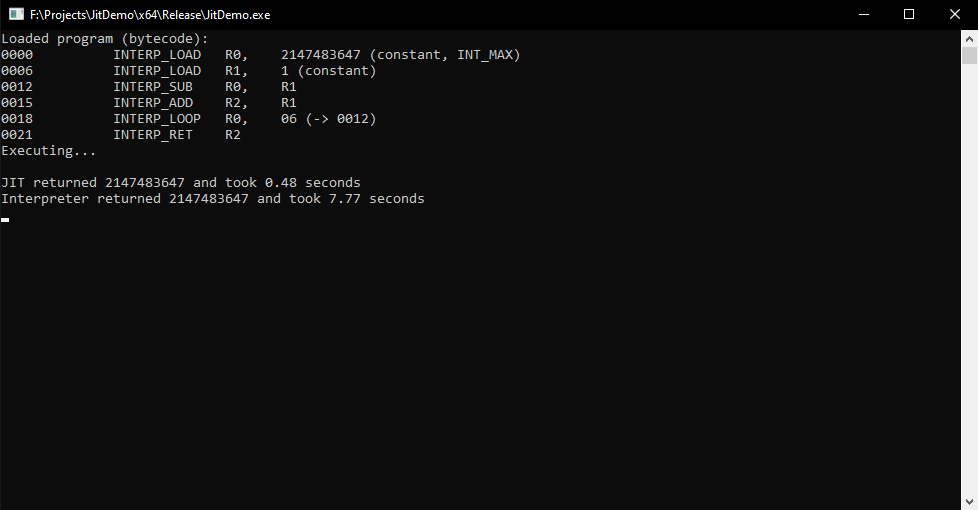 F:\Projects\JitDemo\x64\Release\JitDemo.exe
Loaded program (bytecode):
0000 INTERP_LOAD R0, 2147483647 (constant, INT_MAX)
0006 INTERP_LOAD R1, 1 (constant)
0012 INTERP_SUB R0, R1
0015 INTERP_ADD R2, R1
0018 INTERP_LOOP R0, 06 (-> 0012)
0021 INTERP_RET R2
Executing...
JIT returned 2147483647 and took 0.48 seconds
Interpreter returned 2147483647 and took 7.77 seconds